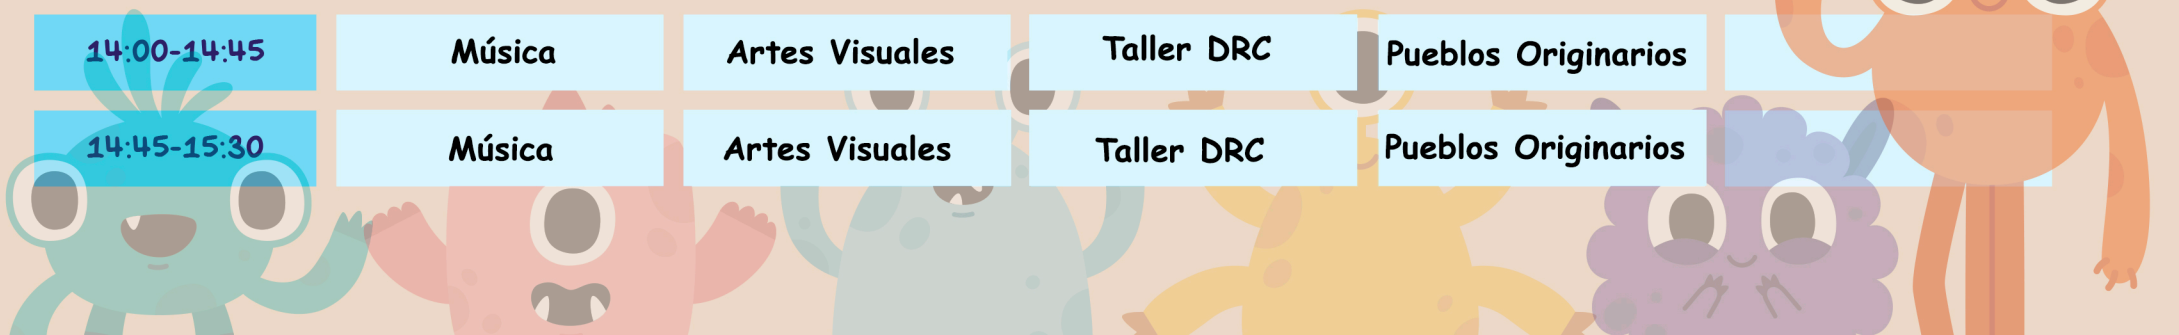 14:00-14:45 Música Artes Visuales Taller DRC Pueblos Originarios
14:45-15:30 Música Artes Visuales Taller DRC Pueblos Originarios